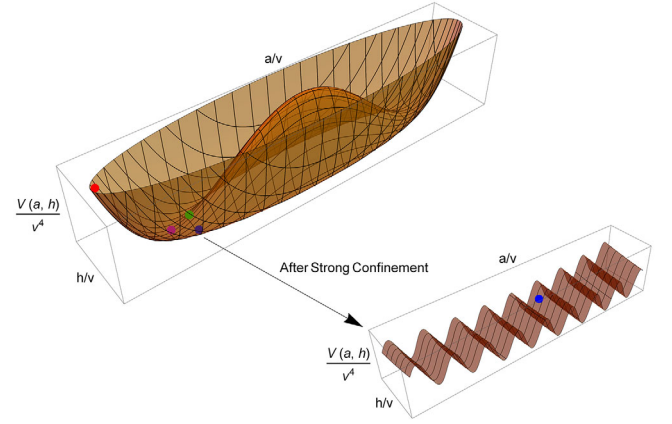 a/v
V (a, h)
v⁴
h/v
After Strong Confinement
a/v
V (a, h)
v⁴
h/v